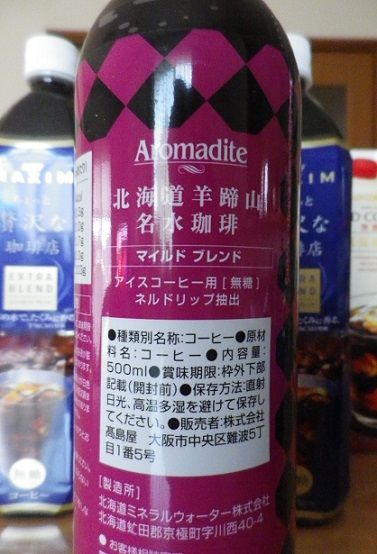 Aromadite
北海道羊蹄山
名水珈琲
マイルド ブレンド
アイスコーヒー用[無糖]
ネルドリップ抽出
●種類別名称:コーヒー●原材
料名:コーヒー●内容量:
500ml●賞味期限:枠外下部
記載(開封前)●保存方法:直射
日光、高温多湿を避けて保存し
てください。●販売者:株式会社
髙島屋 大阪市中央区難波5丁
目1番5号
[製造所]
北海道ミネラルウォーター株式会社
北海道虻田郡京極町字川西40-4
AXIM
贅沢な
珈琲店
EXTRA
BLEND
無糖
コーヒー